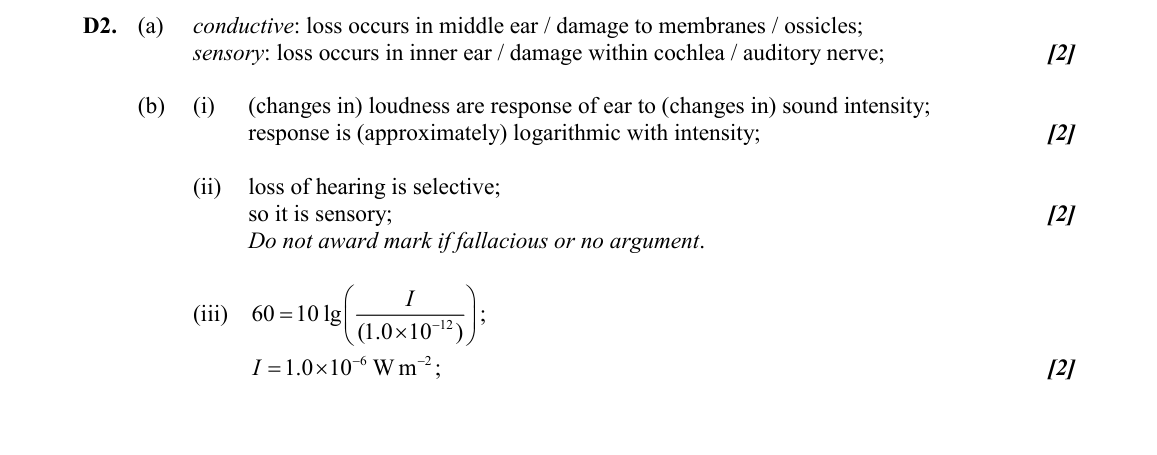 D2. (a) conductive: loss occurs in middle ear / damage to membranes / ossicles;
sensory: loss occurs in inner ear / damage within cochlea / auditory nerve; [2]
(b) (i) (changes in) loudness are response of ear to (changes in) sound intensity;
response is (approximately) logarithmic with intensity; [2]
(ii) loss of hearing is selective;
so it is sensory; [2]
Do not award mark if fallacious or no argument.
(iii) 60 = 10 lg( I / (1.0×10⁻¹²) );
I = 1.0×10⁻⁶ W m⁻²; [2]